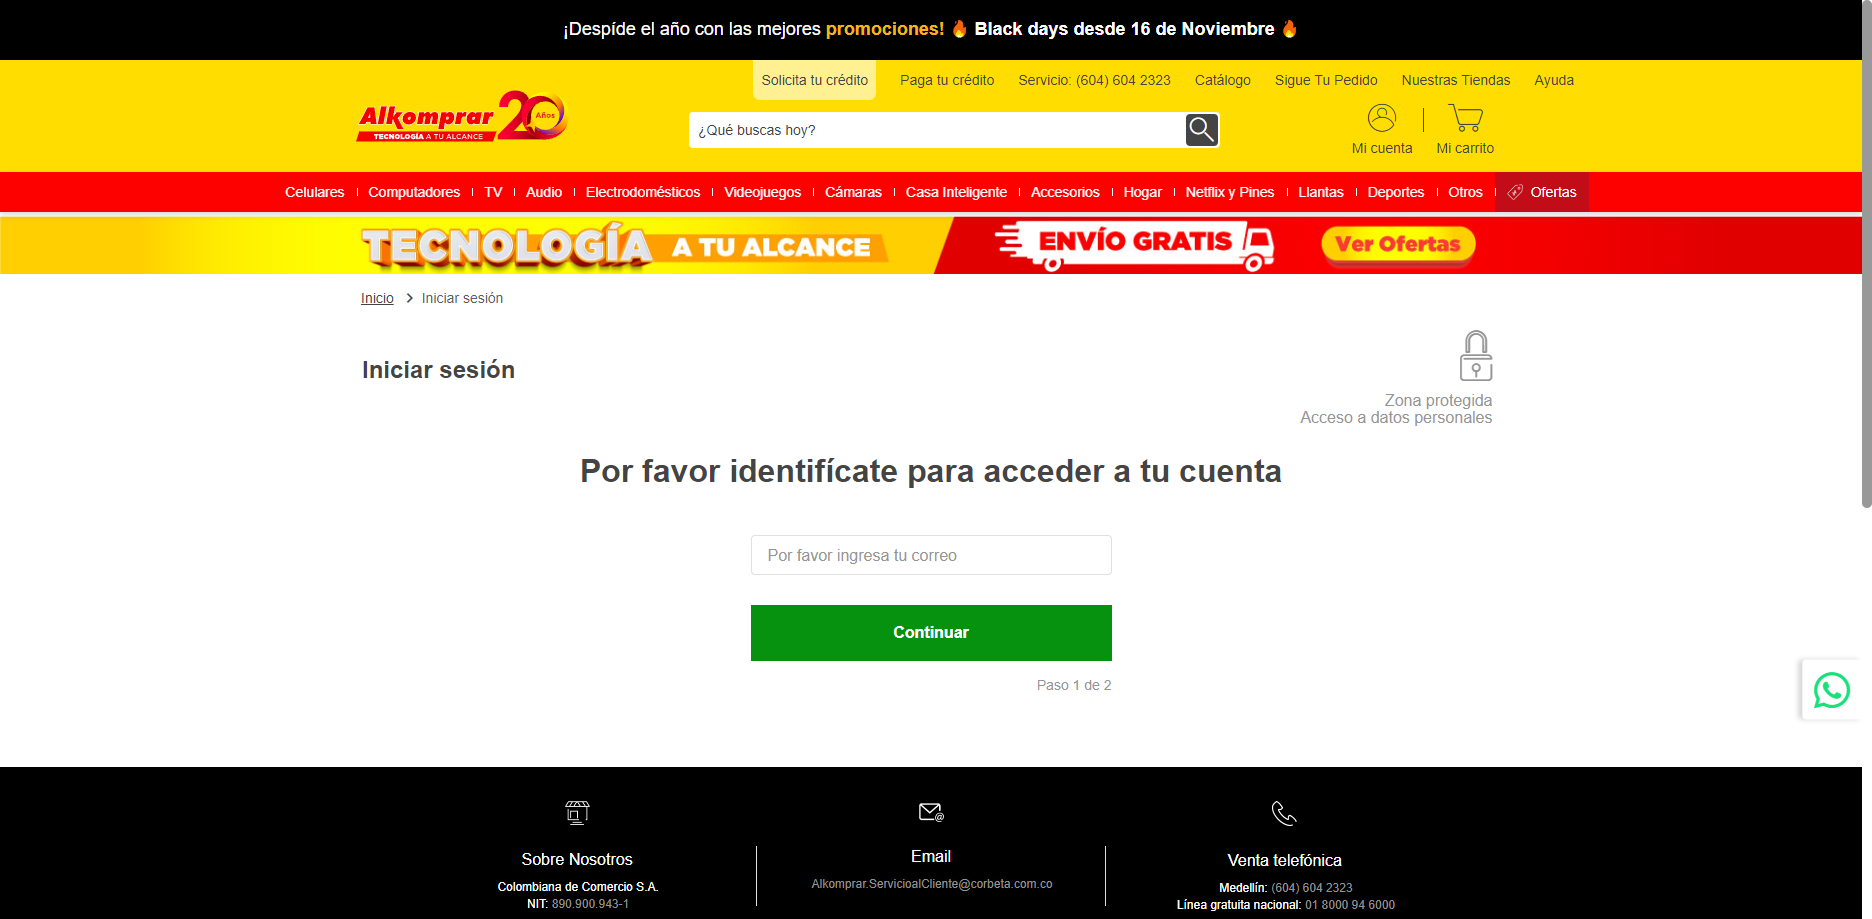 ¡Despíde el año con las mejores promociones! 🔥 Black days desde 16 de Noviembre 🔥
Solicita tu crédito
Paga tu crédito
Servicio: (604) 604 2323
Catálogo
Sigue Tu Pedido
Nuestras Tiendas
Ayuda
Alkomprar 20 Años
TECNOLOGÍA A TU ALCANCE
¿Qué buscas hoy?
Mi cuenta
Mi carrito
Celulares
Computadores
TV
Audio
Electrodomésticos
Videojuegos
Cámaras
Casa Inteligente
Accesorios
Hogar
Netflix y Pines
Llantas
Deportes
Otros
Ofertas
TECNOLOGÍA A TU ALCANCE
ENVÍO GRATIS
Ver Ofertas
Inicio > Iniciar sesión
Iniciar sesión
Zona protegida
Acceso a datos personales
Por favor identifícate para acceder a tu cuenta
Por favor ingresa tu correo
Continuar
Paso 1 de 2
Sobre Nosotros
Colombiana de Comercio S.A.
NIT: 890.900.943-1
Email
Alkomprar.ServicioalCliente@corbeta.com.co
Venta telefónica
Medellín: (604) 604 2323
Línea gratuita nacional: 01 8000 94 6000